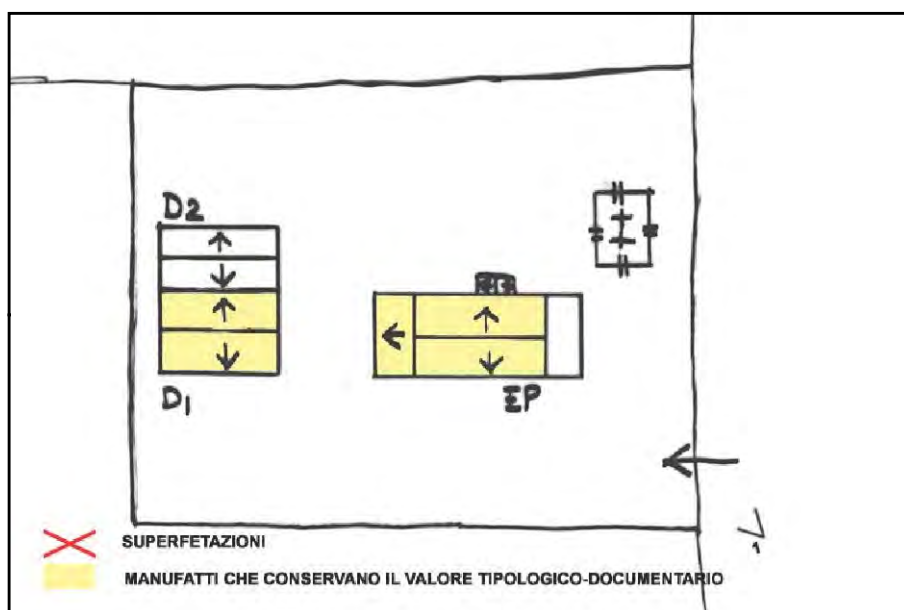 D2
D1
EP
SUPERFETAZIONI
MANUFATTI CHE CONSERVANO IL VALORE TIPOLOGICO-DOCUMENTARIO